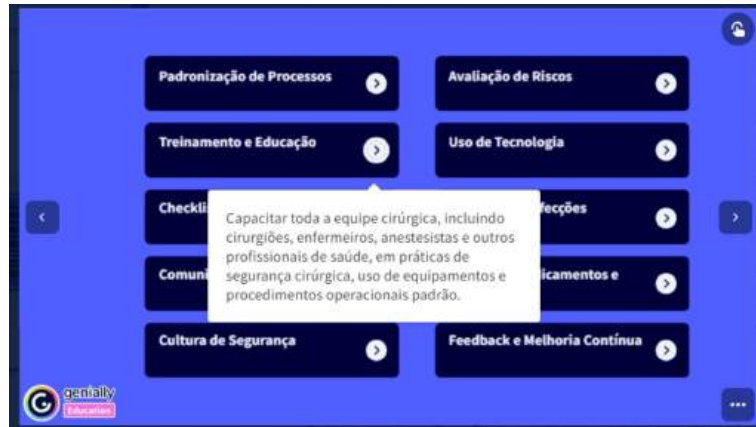 Padronização de Processos
Avaliação de Riscos
Treinamento e Educação
Uso de Tecnologia
Capacitar toda a equipe cirúrgica, incluindo
cirurgiões, enfermeiros, anestesistas e outros
profissionais de saúde, em práticas de
segurança cirúrgica, uso de equipamentos e
procedimentos operacionais padrão.
Cultura de Segurança
Feedback e Melhoria Contínua
genially
Education